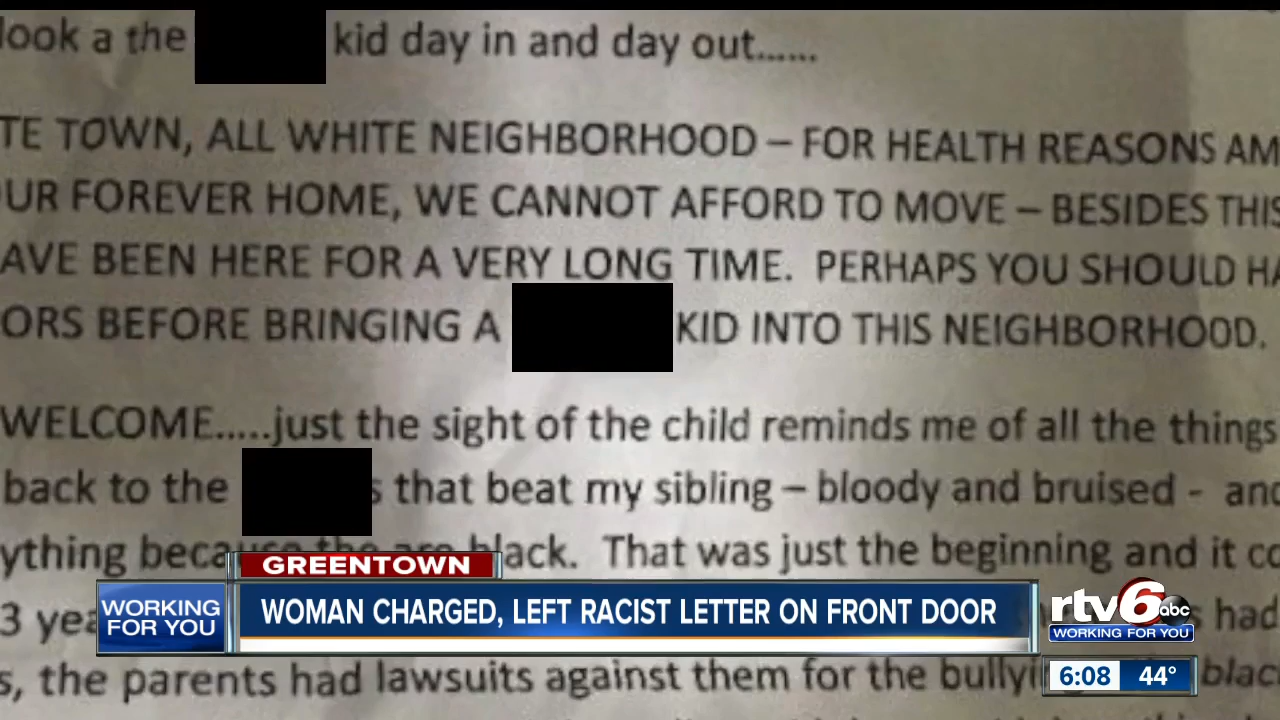 look a the kid day in and day out......
TE TOWN, ALL WHITE NEIGHBORHOOD – FOR HEALTH REASONS AM
OUR FOREVER HOME, WE CANNOT AFFORD TO MOVE – BESIDES THIS
AVE BEEN HERE FOR A VERY LONG TIME. PERHAPS YOU SHOULD HA
ORS BEFORE BRINGING A KID INTO THIS NEIGHBORHOOD.
WELCOME.....just the sight of the child reminds me of all the things
back to the s that beat my sibling – bloody and bruised - and
ything because the are black. That was just the beginning and it co
3 yea s had
s, the parents had lawsuits against them for the bullyi black
GREENTOWN
WORKING FOR YOU
WOMAN CHARGED, LEFT RACIST LETTER ON FRONT DOOR
rtv6 abc
WORKING FOR YOU
6:08 44°